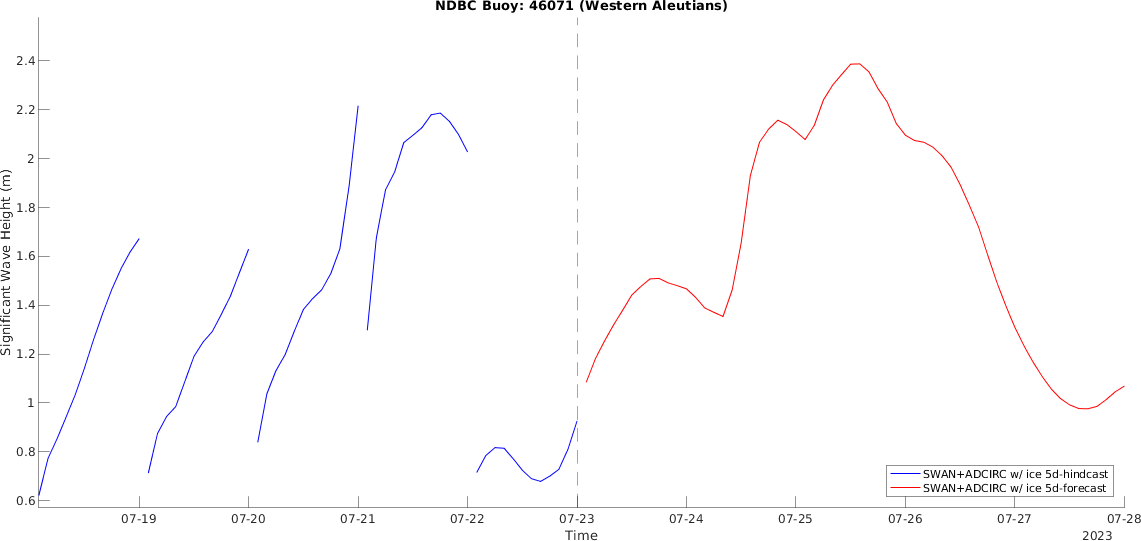 NDBC Buoy: 46071 (Western Aleutians)
Significant Wave Height (m)
2.4
2.2
2
1.8
1.6
1.4
1.2
1
0.8
0.6
SWAN+ADCIRC w/ ice 5d-hindcast
SWAN+ADCIRC w/ ice 5d-forecast
07-19 07-20 07-21 07-22 07-23 07-24 07-25 07-26 07-27 07-28
Time
2023